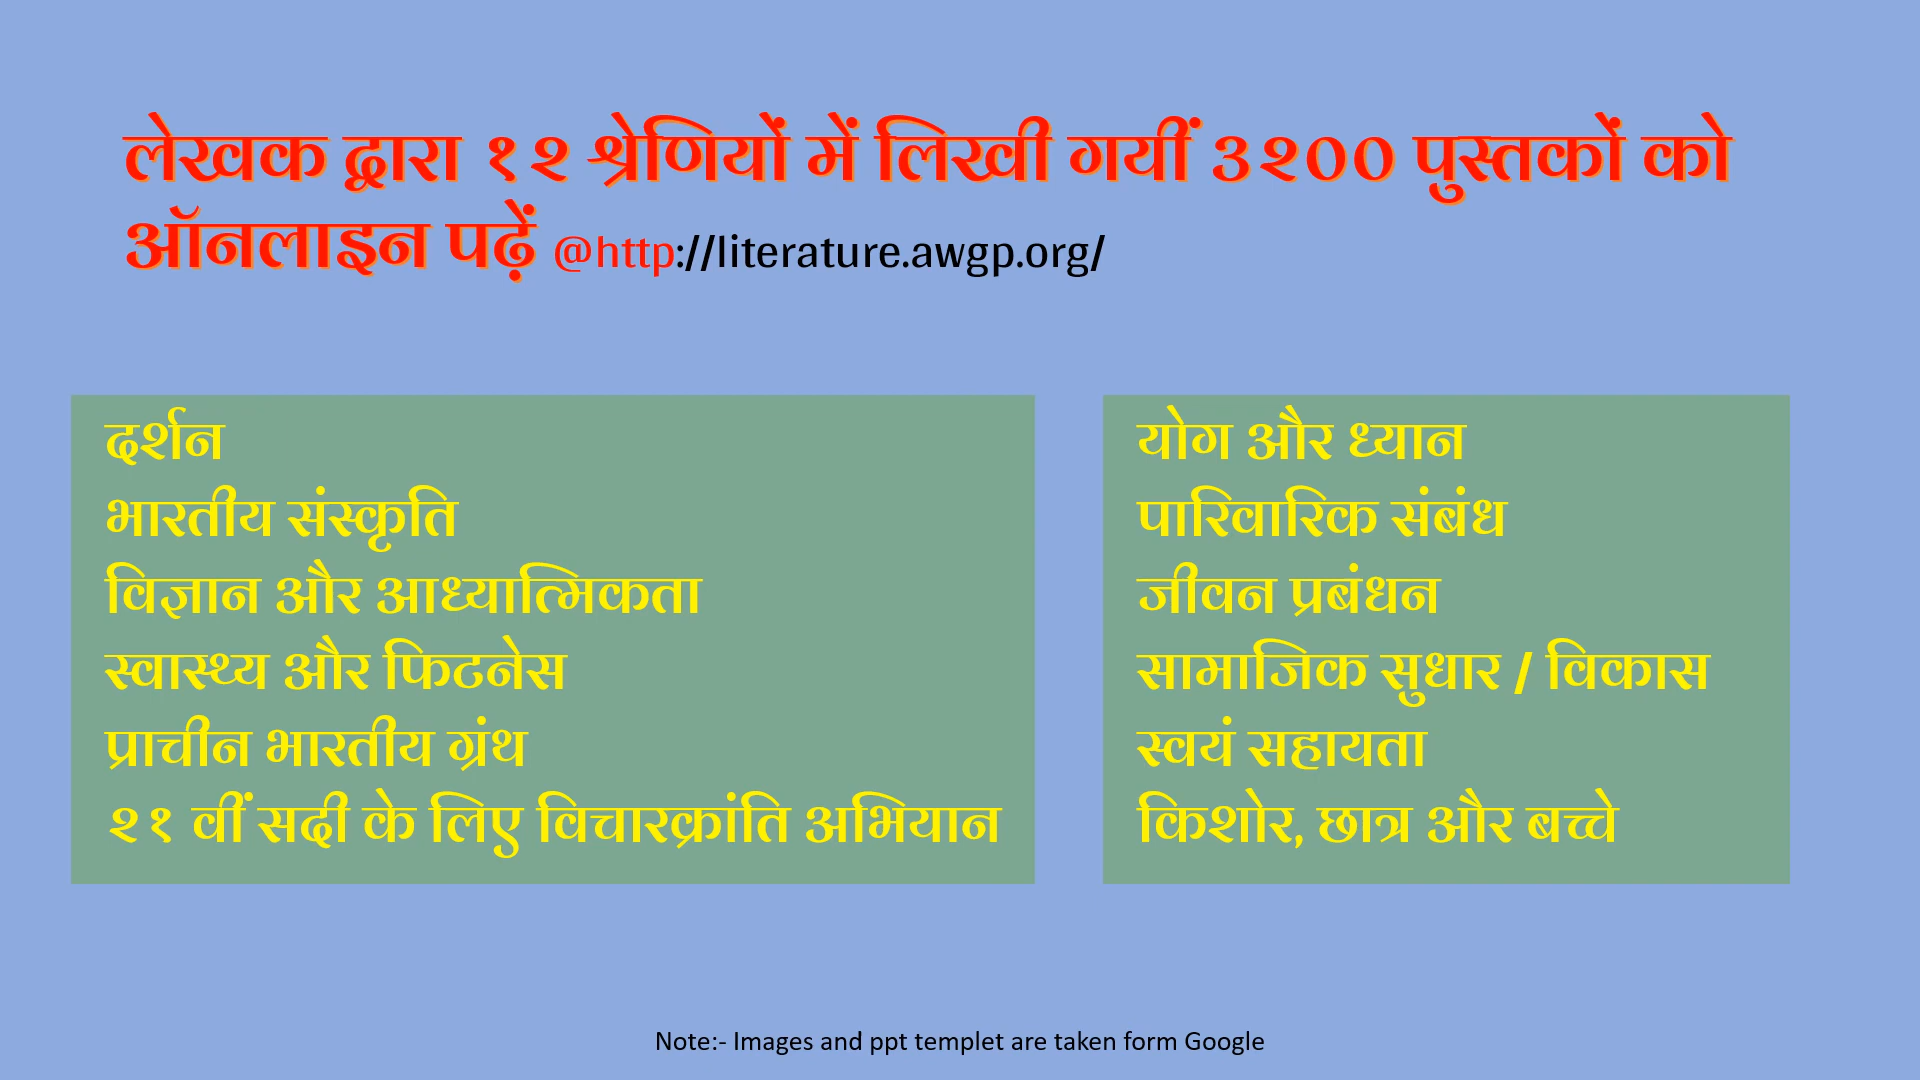 लेखक द्वारा १२ श्रेणियों में लिखी गयीं ३२०० पुस्तकों को
ऑनलाइन पढ़ें @http://literature.awgp.org/
दर्शन
भारतीय संस्कृति
विज्ञान और आध्यात्मिकता
स्वास्थ्य और फिटनेस
प्राचीन भारतीय ग्रंथ
२१ वीं सदी के लिए विचारक्रांति अभियान
योग और ध्यान
पारिवारिक संबंध
जीवन प्रबंधन
सामाजिक सुधार / विकास
स्वयं सहायता
किशोर, छात्र और बच्चे
Note:- Images and ppt templet are taken form Google